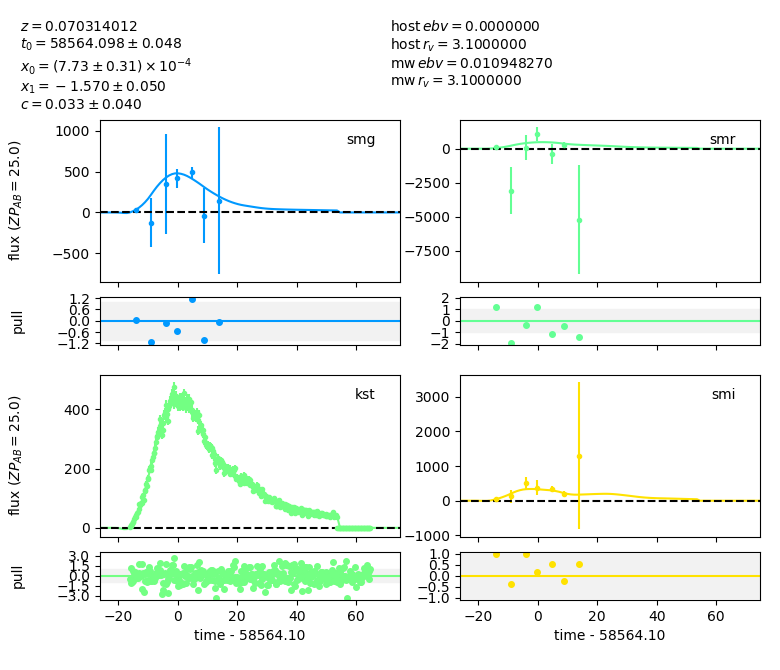 z = 0.070314012
t₀ = 58564.098 ± 0.048
x₀ = (7.73 ± 0.31) × 10⁻⁴
x₁ = −1.570 ± 0.050
c = 0.033 ± 0.040
host ebv = 0.0000000
host r_v = 3.1000000
mw ebv = 0.010948270
mw r_v = 3.1000000
smg
1000
500
0
−500
flux (ZP_AB = 25.0)
smr
0
−2500
−5000
−7500
pull
1.2
0.6
0.0
−0.6
−1.2
2
1
0
−1
−2
kst
400
200
0
flux (ZP_AB = 25.0)
smi
3000
2000
1000
0
−1000
pull
3.0
1.5
0.0
−1.5
−3.0
−20 0 20 40 60
time - 58564.10
1.0
0.5
0.0
−0.5
−1.0
−20 0 20 40 60
time - 58564.10